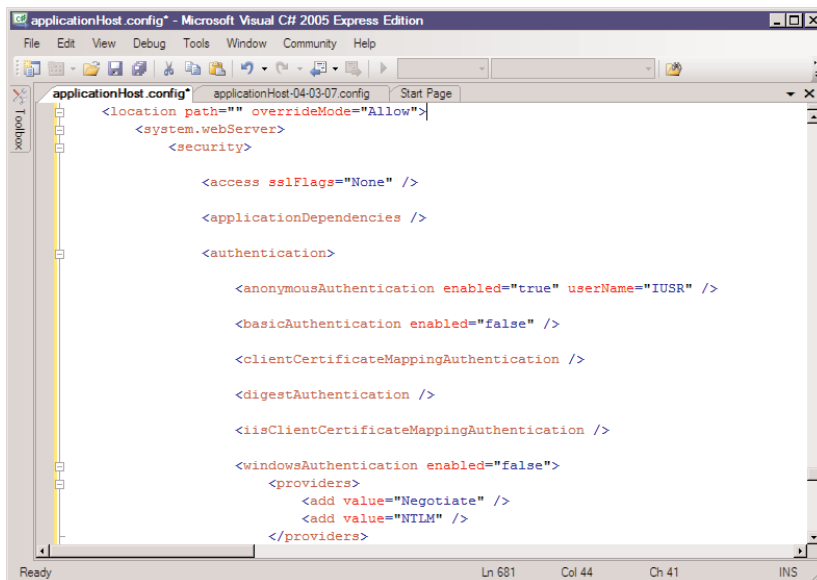 applicationHost.config* - Microsoft Visual C# 2005 Express Edition
File Edit View Debug Tools Window Community Help
applicationHost.config* applicationHost-04-03-07.config Start Page
Toolbox
<location path="" overrideMode="Allow">
<system.webServer>
<security>
<access sslFlags="None" />
<applicationDependencies />
<authentication>
<anonymousAuthentication enabled="true" userName="IUSR" />
<basicAuthentication enabled="false" />
<clientCertificateMappingAuthentication />
<digestAuthentication />
<iisClientCertificateMappingAuthentication />
<windowsAuthentication enabled="false">
<providers>
<add value="Negotiate" />
<add value="NTLM" />
</providers>
Ready Ln 681 Col 44 Ch 41 INS